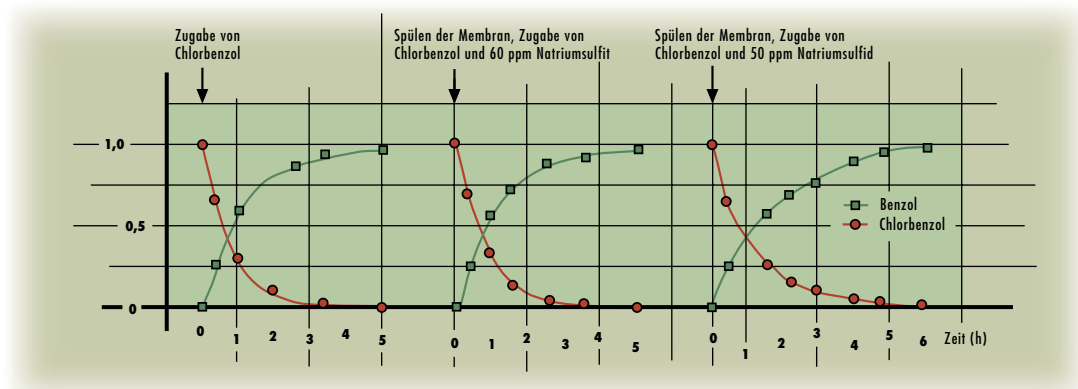 Zugabe von
Chlorbenzol
Spülen der Membran, Zugabe von
Chlorbenzol und 60 ppm Natriumsulfit
Spülen der Membran, Zugabe von
Chlorbenzol und 50 ppm Natriumsulfid
1,0
0,5
0
Benzol
Chlorbenzol
0 1 2 3 4 5 0 1 2 3 4 5 0 1 2 3 4 5 6 Zeit (h)